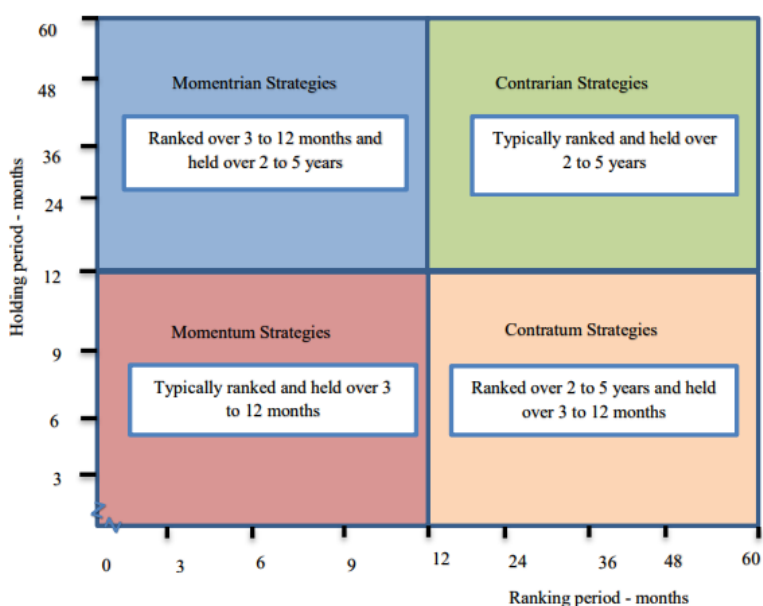 60
48
36
24
12
9
6
3
Holding period - months
Momentrian Strategies
Ranked over 3 to 12 months and
held over 2 to 5 years
Contrarian Strategies
Typically ranked and held over
2 to 5 years
Momentum Strategies
Typically ranked and held over 3
to 12 months
Contratum Strategies
Ranked over 2 to 5 years and held
over 3 to 12 months
0 3 6 9 12 24 36 48 60
Ranking period - months